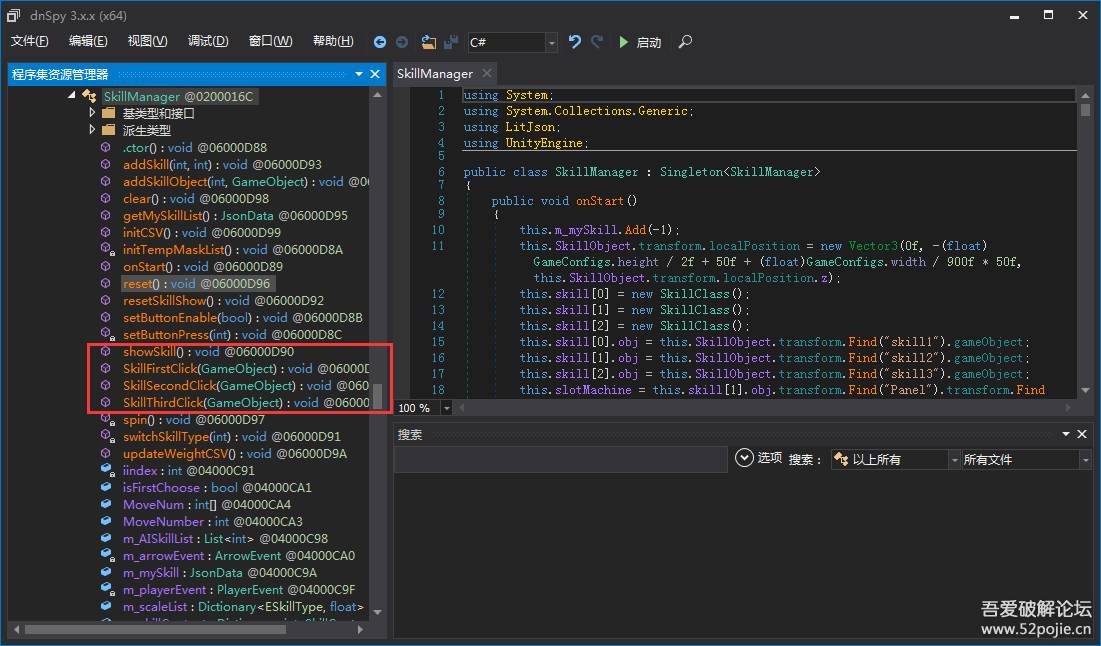 dnSpy 3.x.x (x64)
文件(F) 编辑(E) 视图(V) 调试(D) 窗口(W) 帮助(H) C# 启动
程序集资源管理器
SkillManager @0200016C
基类型和接口
派生类型
.ctor() : void @06000D88
addSkill(int, int) : void @06000D93
addSkillObject(int, GameObject) : void @06
clear() : void @06000D98
getMySkillList() : JsonData @06000D95
initCSV() : void @06000D99
initTempMaskList() : void @06000D8A
onStart() : void @06000D89
reset() : void @06000D96
resetSkillShow() : void @06000D92
setButtonEnable(bool) : void @06000D8B
setButtonPress(int) : void @06000D8C
showSkill() : void @06000D90
SkillFirstClick(GameObject) : void @06000D
SkillSecondClick(GameObject) : void @060
SkillThirdClick(GameObject) : void @06000
spin() : void @06000D97
switchSkillType(int) : void @06000D91
updateWeightCSV() : void @06000D9A
iindex : int @04000C91
isFirstChoose : bool @04000CA1
MoveNum : int[] @04000CA4
MoveNumber : int @04000CA3
m_AISkillList : List<int> @04000C98
m_arrowEvent : ArrowEvent @04000CA0
m_mySkill : JsonData @04000C9A
m_playerEvent : PlayerEvent @04000C9F
m_scaleList : Dictionary<ESkillType, float>
SkillManager
1 using System;
2 using System.Collections.Generic;
3 using LitJson;
4 using UnityEngine;
5
6 public class SkillManager : Singleton<SkillManager>
7 {
8 public void onStart()
9 {
10 this.m_mySkill.Add(-1);
11 this.SkillObject.transform.localPosition = new Vector3(0f, -(float)
GameConfigs.height / 2f + 50f + (float)GameConfigs.width / 900f * 50f,
this.SkillObject.transform.localPosition.z);
12 this.skill[0] = new SkillClass();
13 this.skill[1] = new SkillClass();
14 this.skill[2] = new SkillClass();
15 this.skill[0].obj = this.SkillObject.transform.Find("skill1").gameObject;
16 this.skill[1].obj = this.SkillObject.transform.Find("skill2").gameObject;
17 this.skill[2].obj = this.SkillObject.transform.Find("skill3").gameObject;
18 this.slotMachine = this.skill[1].obj.transform.Find("Panel").transform.Find
100 %
搜索
选项 搜索： 以上所有 所有文件
吾爱破解论坛
www.52pojie.cn